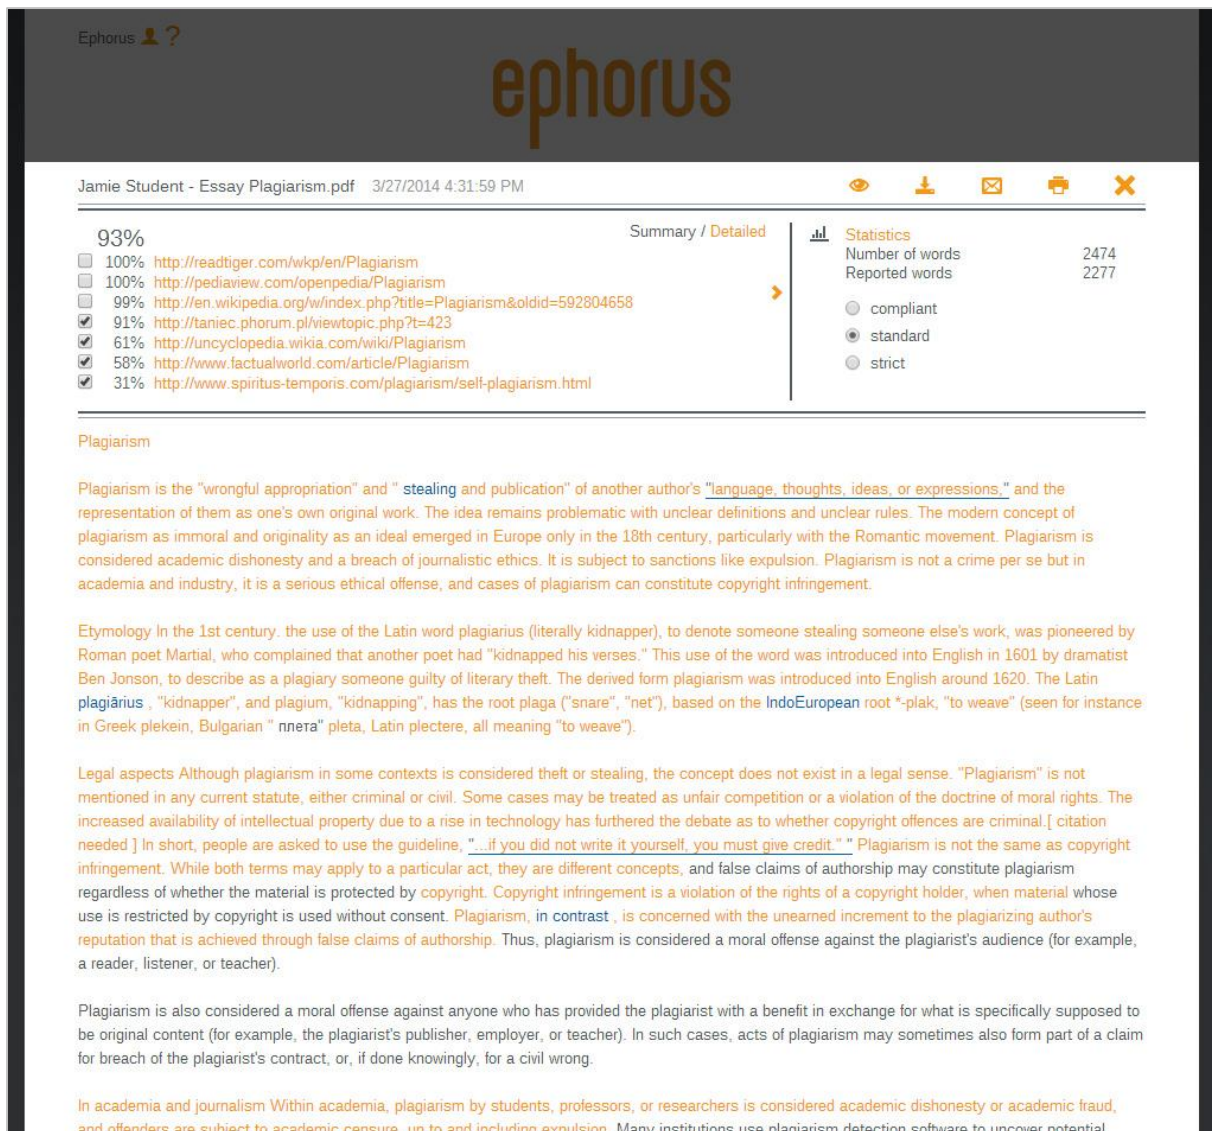 Ephorus ?
ephorus
Jamie Student - Essay Plagiarism.pdf 3/27/2014 4:31:59 PM
93%
Summary / Detailed
100% http://readtiger.com/wkp/en/Plagiarism
100% http://pediaview.com/openpedia/Plagiarism
99% http://en.wikipedia.org/w/index.php?title=Plagiarism&oldid=592804658
91% http://taniec.phorum.pl/viewtopic.php?t=423
61% http://uncyclopedia.wikia.com/wiki/Plagiarism
58% http://www.factualworld.com/article/Plagiarism
31% http://www.spiritus-temporis.com/plagiarism/self-plagiarism.html
Statistics
Number of words 2474
Reported words 2277
compliant
standard
strict
Plagiarism
Plagiarism is the "wrongful appropriation" and " stealing and publication" of another author's "language, thoughts, ideas, or expressions," and the
representation of them as one's own original work. The idea remains problematic with unclear definitions and unclear rules. The modern concept of
plagiarism as immoral and originality as an ideal emerged in Europe only in the 18th century, particularly with the Romantic movement. Plagiarism is
considered academic dishonesty and a breach of journalistic ethics. It is subject to sanctions like expulsion. Plagiarism is not a crime per se but in
academia and industry, it is a serious ethical offense, and cases of plagiarism can constitute copyright infringement.
Etymology In the 1st century. the use of the Latin word plagiarius (literally kidnapper), to denote someone stealing someone else's work, was pioneered by
Roman poet Martial, who complained that another poet had "kidnapped his verses." This use of the word was introduced into English in 1601 by dramatist
Ben Jonson, to describe as a plagiary someone guilty of literary theft. The derived form plagiarism was introduced into English around 1620. The Latin
plagiārius , "kidnapper", and plagium, "kidnapping", has the root plaga ("snare", "net"), based on the IndoEuropean root *-plak, "to weave" (seen for instance
in Greek plekein, Bulgarian " плета" pleta, Latin plectere, all meaning "to weave").
Legal aspects Although plagiarism in some contexts is considered theft or stealing, the concept does not exist in a legal sense. "Plagiarism" is not
mentioned in any current statute, either criminal or civil. Some cases may be treated as unfair competition or a violation of the doctrine of moral rights. The
increased availability of intellectual property due to a rise in technology has furthered the debate as to whether copyright offences are criminal.[ citation
needed ] In short, people are asked to use the guideline, "...if you did not write it yourself, you must give credit." " Plagiarism is not the same as copyright
infringement. While both terms may apply to a particular act, they are different concepts, and false claims of authorship may constitute plagiarism
regardless of whether the material is protected by copyright. Copyright infringement is a violation of the rights of a copyright holder, when material whose
use is restricted by copyright is used without consent. Plagiarism, in contrast , is concerned with the unearned increment to the plagiarizing author's
reputation that is achieved through false claims of authorship. Thus, plagiarism is considered a moral offense against the plagiarist's audience (for example,
a reader, listener, or teacher).
Plagiarism is also considered a moral offense against anyone who has provided the plagiarist with a benefit in exchange for what is specifically supposed to
be original content (for example, the plagiarist's publisher, employer, or teacher). In such cases, acts of plagiarism may sometimes also form part of a claim
for breach of the plagiarist's contract, or, if done knowingly, for a civil wrong.
In academia and journalism Within academia, plagiarism by students, professors, or researchers is considered academic dishonesty or academic fraud,
and offenders are subject to academic censure, up to and including expulsion. Many institutions use plagiarism detection software to uncover potential